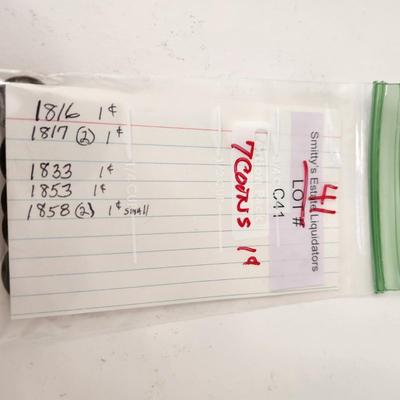 1816 1¢
1817 (2) 1¢
1833 1¢
1853 1¢
1858 (2) 1¢ small
Smitty's Estate Liquidators
LOT #
C41
41
7 COINS 1¢